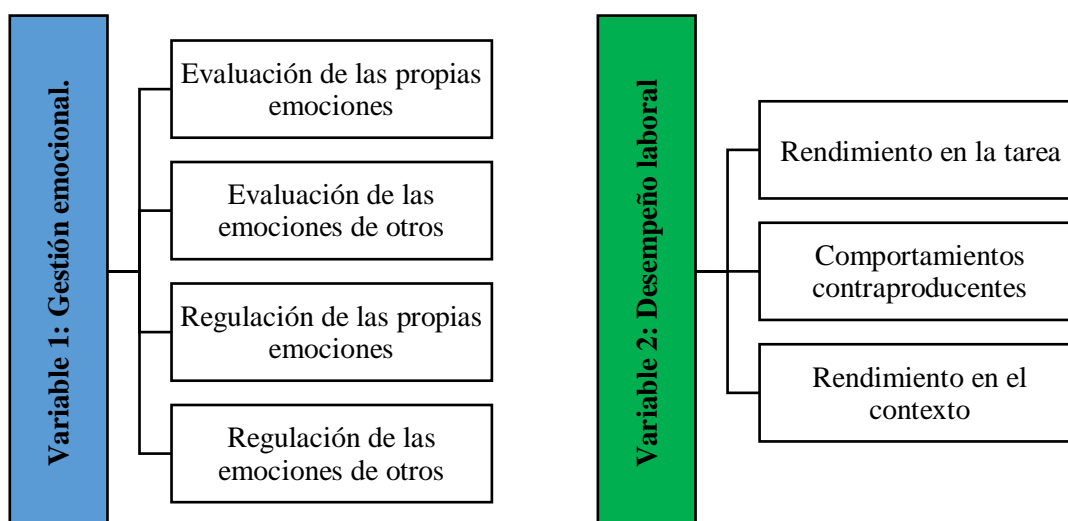 Variable 1: Gestión emocional.
Evaluación de las propias
emociones
Evaluación de las
emociones de otros
Regulación de las propias
emociones
Regulación de las
emociones de otros
Variable 2: Desempeño laboral
Rendimiento en la tarea
Comportamientos
contraproducentes
Rendimiento en el
contexto